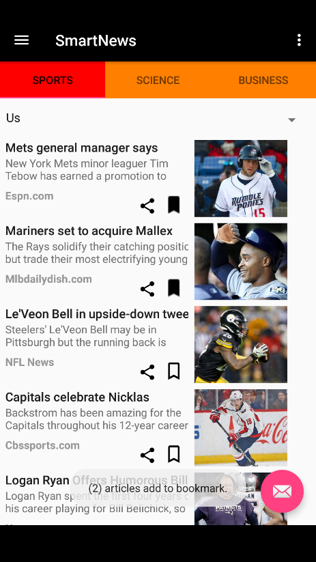 SmartNews
SPORTS
SCIENCE
BUSINESS
Us
Mets general manager says
New York Mets minor leaguer Tim
Tebow has earned a promotion to
Espn.com
RUMBLE
PONIES
15
Mariners set to acquire Mallex
The Rays solidify their catching positic
but trade their most electrifying young
Mlbdailydish.com
Le'Veon Bell in upside-down twee
Steelers' Le'Veon Bell may be in
Pittsburgh but the running back is
NFL News
Capitals celebrate Nicklas
Backstrom has been amazing for the
Capitals throughout his 12-year career
Cbssports.com
Logan Ryan Offers Humorous Bill
Logan Ryan spent the first four years
his career playing for Bill Belichick, so
(2) articles add to bookmark.